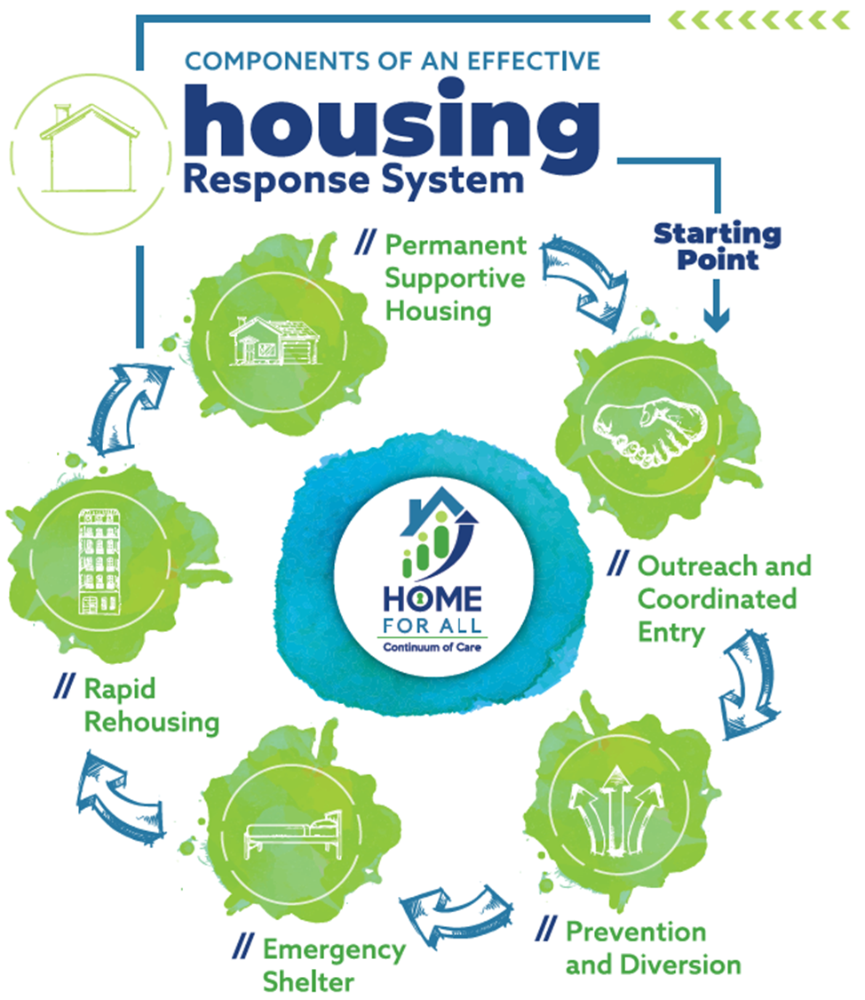 COMPONENTS OF AN EFFECTIVE
housing
Response System
Starting
Point
// Permanent
Supportive
Housing
// Outreach and
Coordinated
Entry
HOME
FOR ALL
Continuum of Care
// Rapid
Rehousing
// Prevention
and Diversion
// Emergency
Shelter